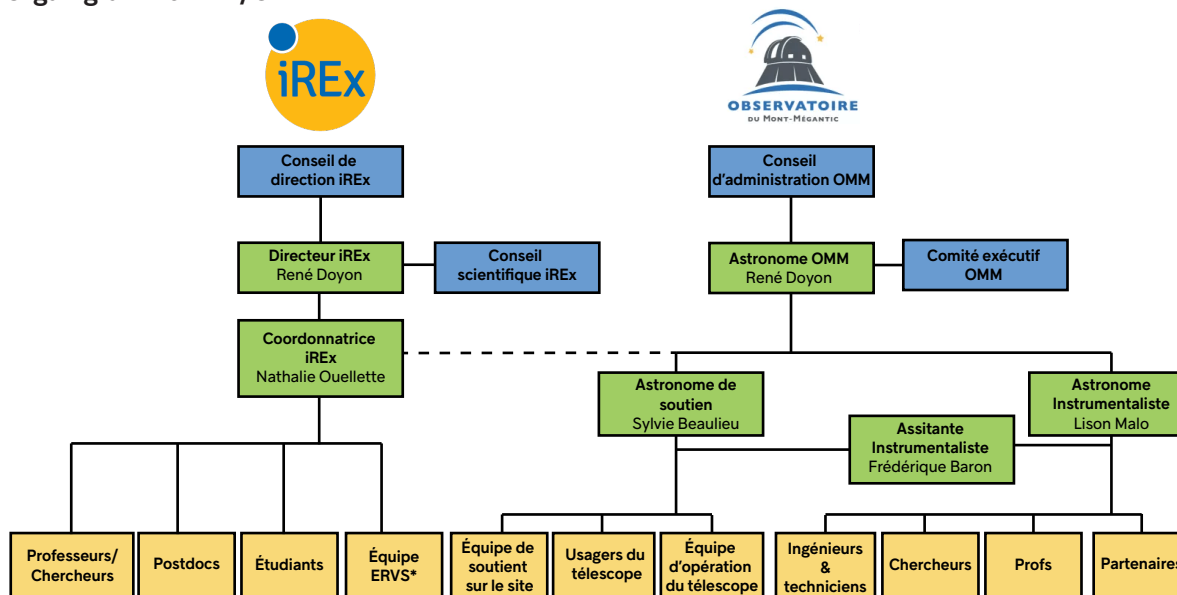 iREx
OBSERVATOIRE
DU MONT-MÉGANTIC
Conseil de
direction iREx
Conseil
d'administration OMM
Directeur iREx
René Doyon
Conseil
scientifique iREx
Astronome OMM
René Doyon
Comité exécutif
OMM
Coordonnatrice
iREx
Nathalie Ouellette
Astronome de
soutien
Sylvie Beaulieu
Astronome
Instrumentaliste
Lison Malo
Assitante
Instrumentaliste
Frédérique Baron
Professeurs/
Chercheurs
Postdocs
Étudiants
Équipe
ERVS*
Équipe de
soutient
sur le site
Usagers du
télescope
Équipe
d'opération
du télescope
Ingénieurs
&
techniciens
Chercheurs
Profs
Partenaires